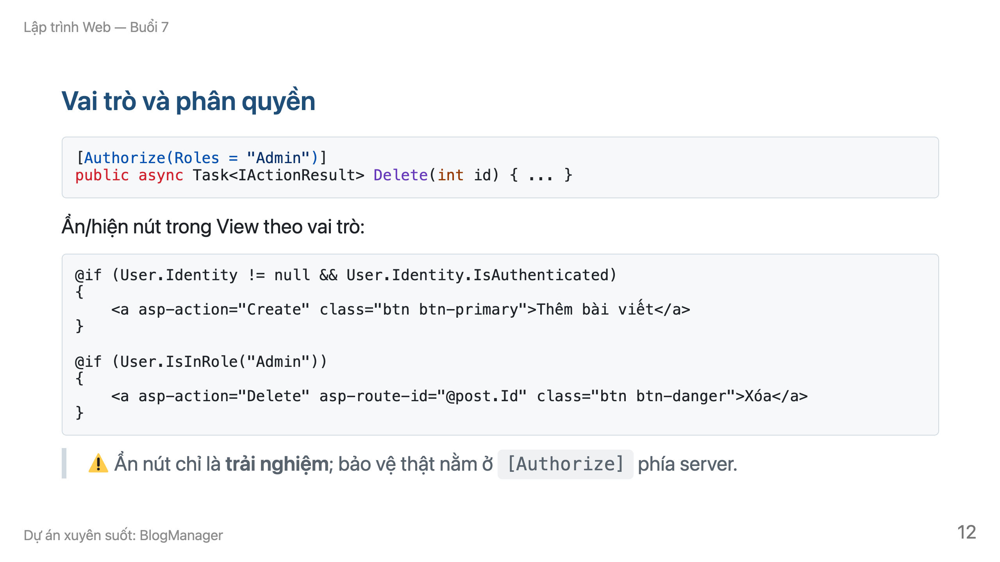 Lập trình Web — Buổi 7
Vai trò và phân quyền
[Authorize(Roles = "Admin")]
public async Task<IActionResult> Delete(int id) { ... }
Ẩn/hiện nút trong View theo vai trò:
@if (User.Identity != null && User.Identity.IsAuthenticated)
{
    <a asp-action="Create" class="btn btn-primary">Thêm bài viết</a>
}

@if (User.IsInRole("Admin"))
{
    <a asp-action="Delete" asp-route-id="@post.Id" class="btn btn-danger">Xóa</a>
}
⚠️ Ẩn nút chỉ là trải nghiệm; bảo vệ thật nằm ở [Authorize] phía server.
Dự án xuyên suốt: BlogManager
12